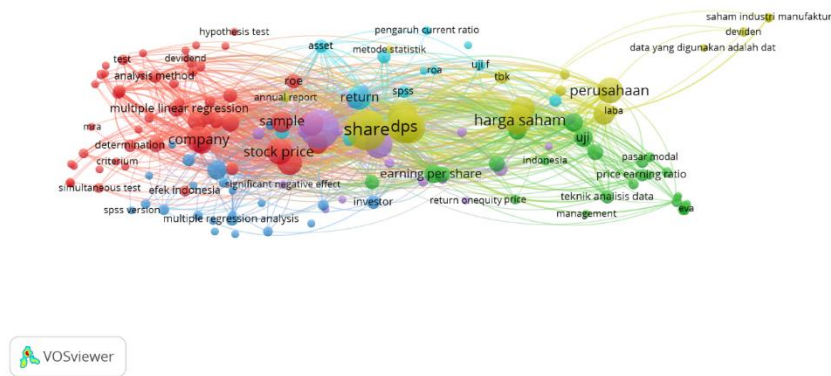 saham industri manufaktur
hypothesis test
pengaruh current ratio
deviden
asset
metode statistik
data yang digunakan adalah dat
test
devidend
uji f
analysis method
roe
roa
tbk
spss
perusahaan
annual report
return
multiple linear regression
laba
sample
share
dps
harga saham
mra
company
uji
determination
stock price
criterium
indonesia
pasar modal
earning per share
price earning ratio
simultaneous test
efek indonesia
significant negative effect
teknik analisis data
spss version
investor
return onequity
price
eva
multiple regression analysis
management
VOSviewer